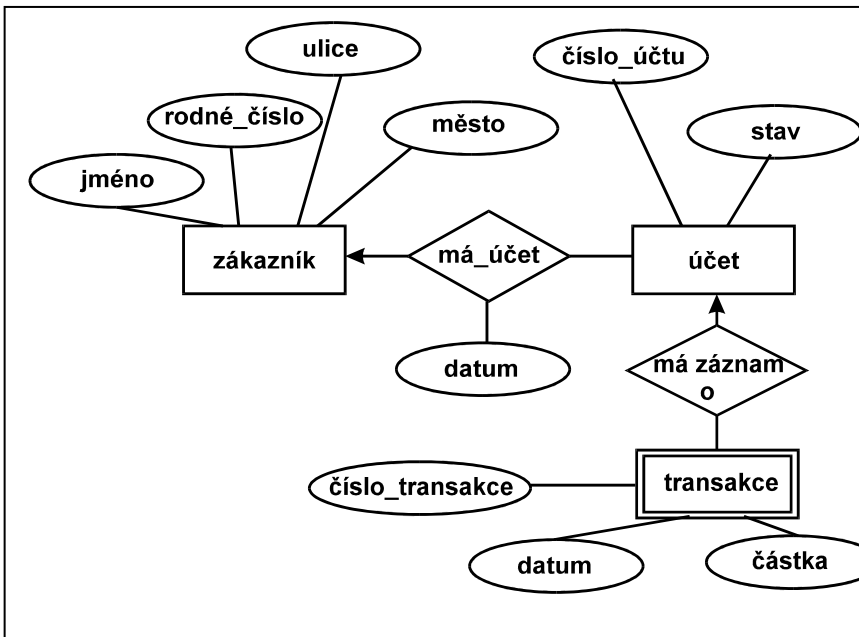 ulice
číslo_účtu
rodné_číslo
město
stav
jméno
zákazník
má_účet
účet
datum
má záznam
o
číslo_transakce
transakce
datum
částka